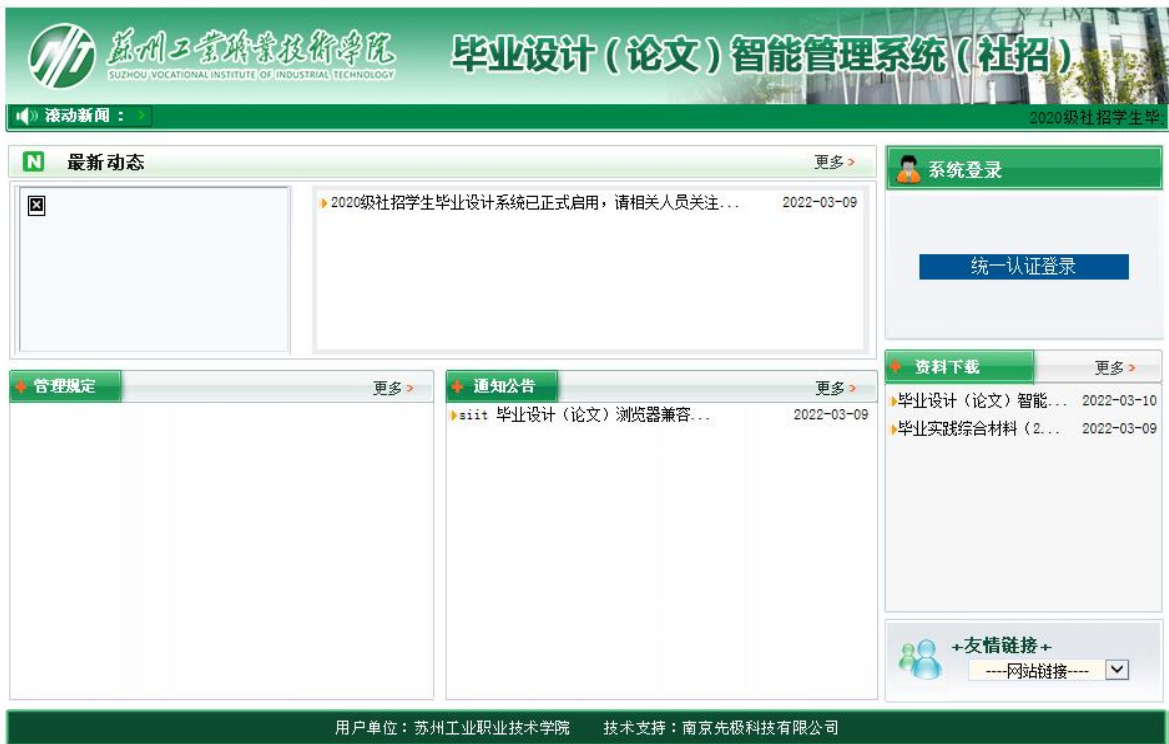 蘇州工業職業技術學院
SUZHOU VOCATIONAL INSTITUTE OF INDUSTRIAL TECHNOLOGY
毕业设计（论文）智能管理系统（社招）
滚动新闻：
2020级社招学生毕
N 最新动态 更多>
2020级社招学生毕业设计系统已正式启用，请相关人员关注... 2022-03-09
系统登录
统一认证登录
管理规定 更多>
通知公告 更多>
siit 毕业设计（论文）浏览器兼容... 2022-03-09
资料下载 更多>
毕业设计（论文）智能... 2022-03-10
毕业实践综合材料（2... 2022-03-09
+友情链接+
----网站链接----
用户单位：苏州工业职业技术学院 技术支持：南京先极科技有限公司